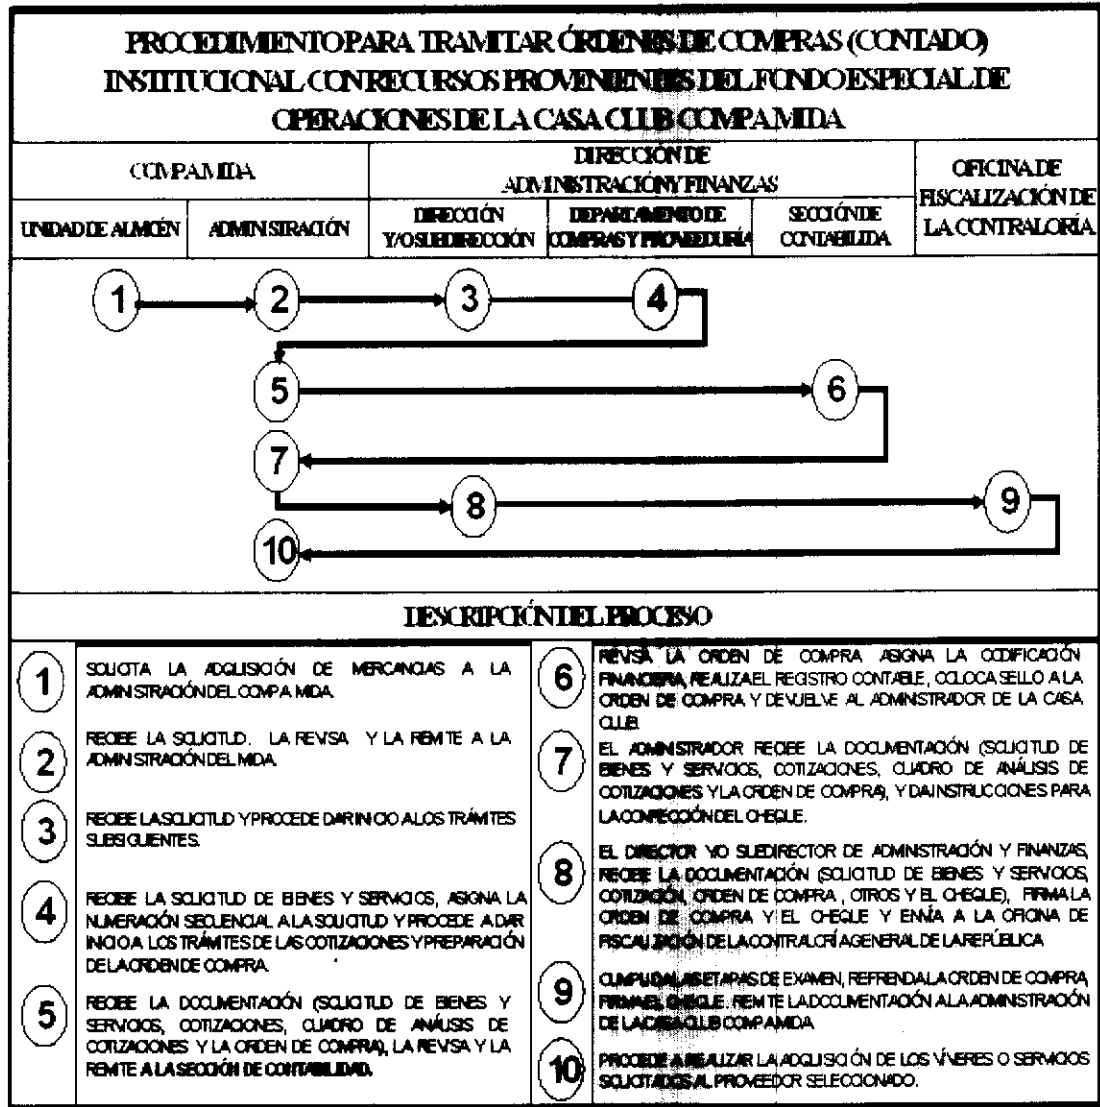 PROCEDIMIENTO PARA TRAMITAR ÓRDENES DE COMPRAS (CONTADO)
INSTITUCIONAL CON RECURSOS PROVENIENTES DEL FONDO ESPECIAL DE
OPERACIONES DE LA CASA CLUB COMPAMIDA
COMPAMIDA
DIRECCIÓN DE
ADMINISTRACIÓN Y FINANZAS
OFICINA DE
FISCALIZACIÓN DE
LA CONTRALORÍA
UNIDAD DE ALMCÉN
ADMINISTRACIÓN
DIRECCIÓN
Y/O SUBDIRECCIÓN
DEPARTAMENTO DE
COMPRAS Y PROVEEDURÍA
SECCIÓN DE
CONTABILIDA
1
2
3
4
5
6
7
8
9
10
DESCRIPCIÓN DEL PROCESO
1
SOLICITA LA ADQUISICIÓN DE MERCANCIAS A LA
ADMINISTRACIÓN DEL COMPAMIDA.
2
RECIBE LA SOLICITUD. LA REVISA Y LA REMITE A LA
ADMINISTRACIÓN DEL MIDA.
3
RECIBE LA SOLICITUD Y PROCEDE DAR INICIO A LOS TRÁMITES
SUBSIGUIENTES.
4
RECIBE LA SOLICITUD DE BIENES Y SERVICIOS, ASIGNA LA
NUMERACIÓN SECUENCIAL A LA SOLICITUD Y PROCEDE A DAR
INICIO A LOS TRÁMITES DE LAS COTIZACIONES Y PREPARACIÓN
DE LA ORDEN DE COMPRA.
5
RECIBE LA DOCUMENTACIÓN (SOLICITUD DE BIENES Y
SERVICIOS, COTIZACIONES, CUADRO DE ANÁLISIS DE
COTIZACIONES Y LA ORDEN DE COMPRA), LA REVISA Y LA
REMITE A LA SECCIÓN DE CONTABILIDAD.
6
REVISA LA ORDEN DE COMPRA ASIGNA LA CODIFICACIÓN
FINANCIERA, REALIZA EL REGISTRO CONTABLE, COLOCA SELLO A LA
ORDEN DE COMPRA Y DEVUELVE AL ADMINISTRADOR DE LA CASA
CLUB.
7
EL ADMINISTRADOR RECIBE LA DOCUMENTACIÓN (SOLICITUD DE
BIENES Y SERVICIOS, COTIZACIONES, CUADRO DE ANÁLISIS DE
COTIZACIONES Y LA ORDEN DE COMPRA), Y DA INSTRUCCIONES PARA
LA CONFECCIÓN DEL CHEQUE.
8
EL DIRECTOR Y/O SUBDIRECTOR DE ADMINISTRACIÓN Y FINANZAS,
RECIBE LA DOCUMENTACIÓN (SOLICITUD DE BIENES Y SERVICIOS,
COTIZACIÓN, ORDEN DE COMPRA, OTROS Y EL CHEQUE), FIRMA LA
ORDEN DE COMPRA Y EL CHEQUE Y ENVÍA A LA OFICINA DE
FISCALIZACIÓN DE LA CONTRALORÍA GENERAL DE LA REPÚBLICA
9
CUMPLIDA LAS ETAPAS DE EXAMEN, REFRENDA LA ORDEN DE COMPRA,
FIRMA EL CHEQUE. REMITE LA DOCUMENTACIÓN A LA ADMINISTRACIÓN
DE LA CASA CLUB COMPAMIDA
10
PROCEDE A REALIZAR LA ADQUISICIÓN DE LOS VÍVERES O SERVICIOS
SOLICITADOS AL PROVEEDOR SELECCIONADO.